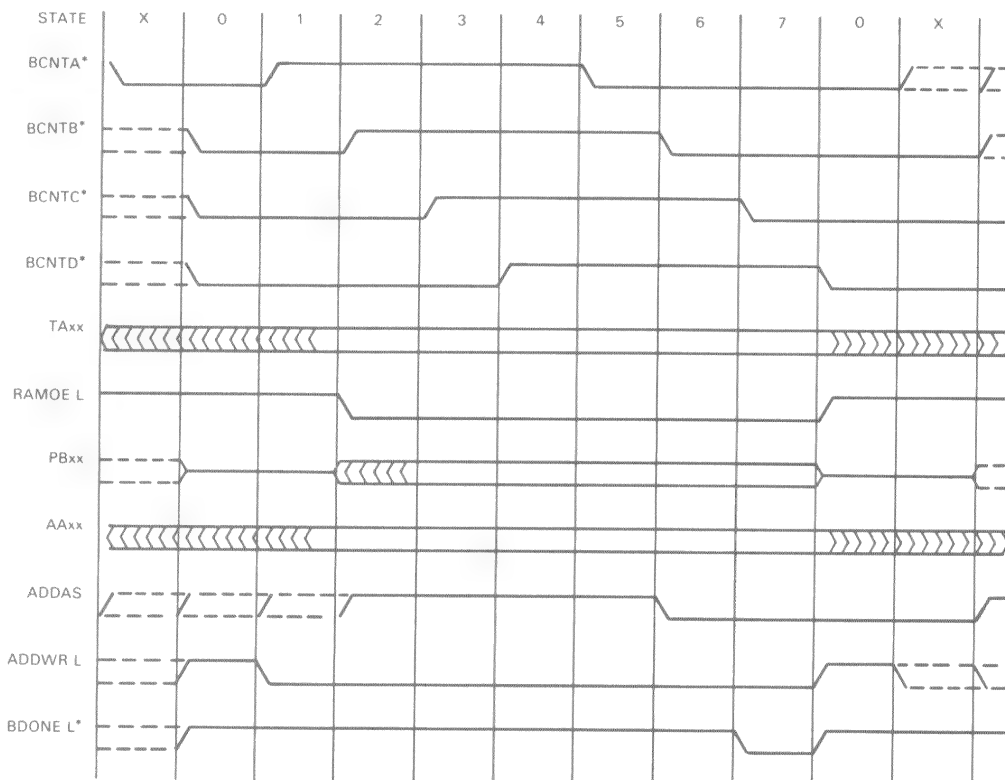 STATE X 0 1 2 3 4 5 6 7 0 X
BCNTA*
BCNTB*
BCNTC*
BCNTD*
TAxx
RAMOE L
PBxx
AAxx
ADDAS
ADDWR L
BDONE L*